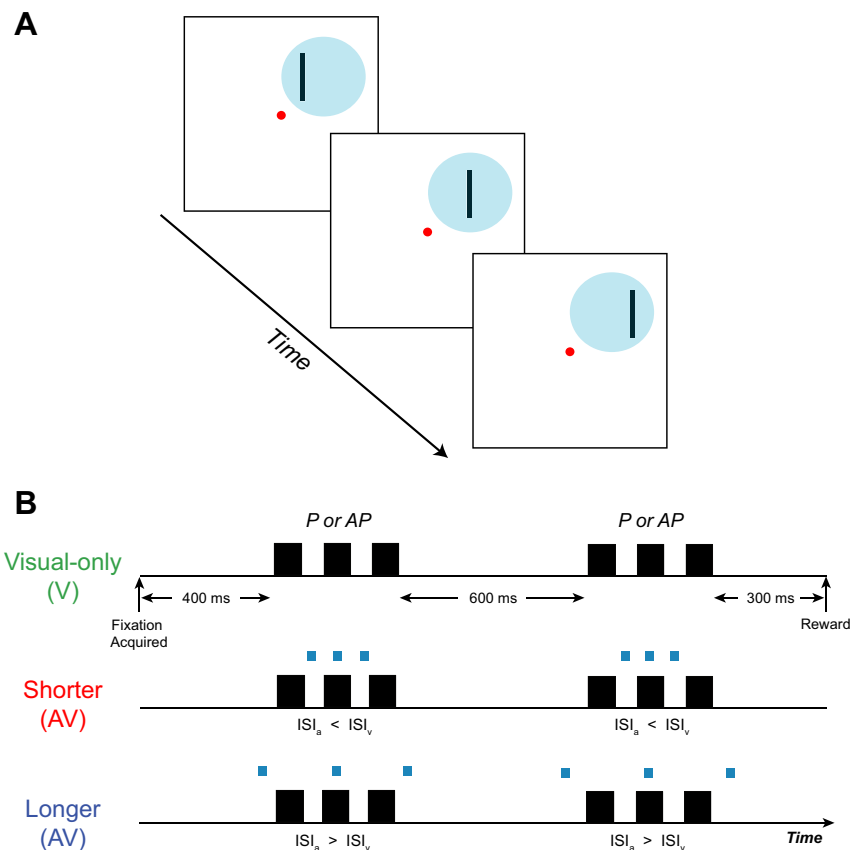 A
Time
B
P or AP P or AP
Visual-only
(V)
400 ms 600 ms 300 ms
Fixation
Acquired
Reward
Shorter
(AV)
ISIa < ISIv ISIa < ISIv
Longer
(AV)
Time
ISIa > ISIv ISIa > ISIv